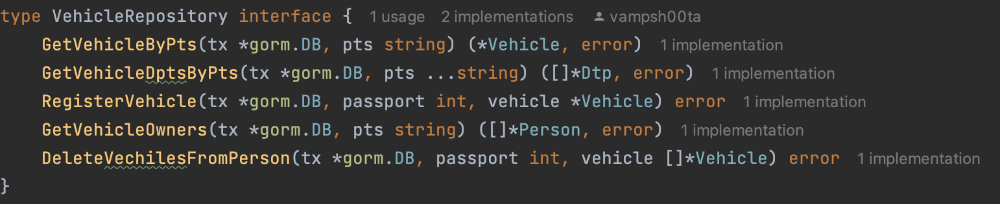 type VehicleRepository interface { 1 usage 2 implementations vampsh00ta
GetVehicleByPts(tx *gorm.DB, pts string) (*Vehicle, error) 1 implementation
GetVehicleDptsByPts(tx *gorm.DB, pts ...string) ([]*Dtp, error) 1 implementation
RegisterVehicle(tx *gorm.DB, passport int, vehicle *Vehicle) error 1 implementation
GetVehicleOwners(tx *gorm.DB, pts string) ([]*Person, error) 1 implementation
DeleteVechilesFromPerson(tx *gorm.DB, passport int, vehicle []*Vehicle) error 1 implementation
}